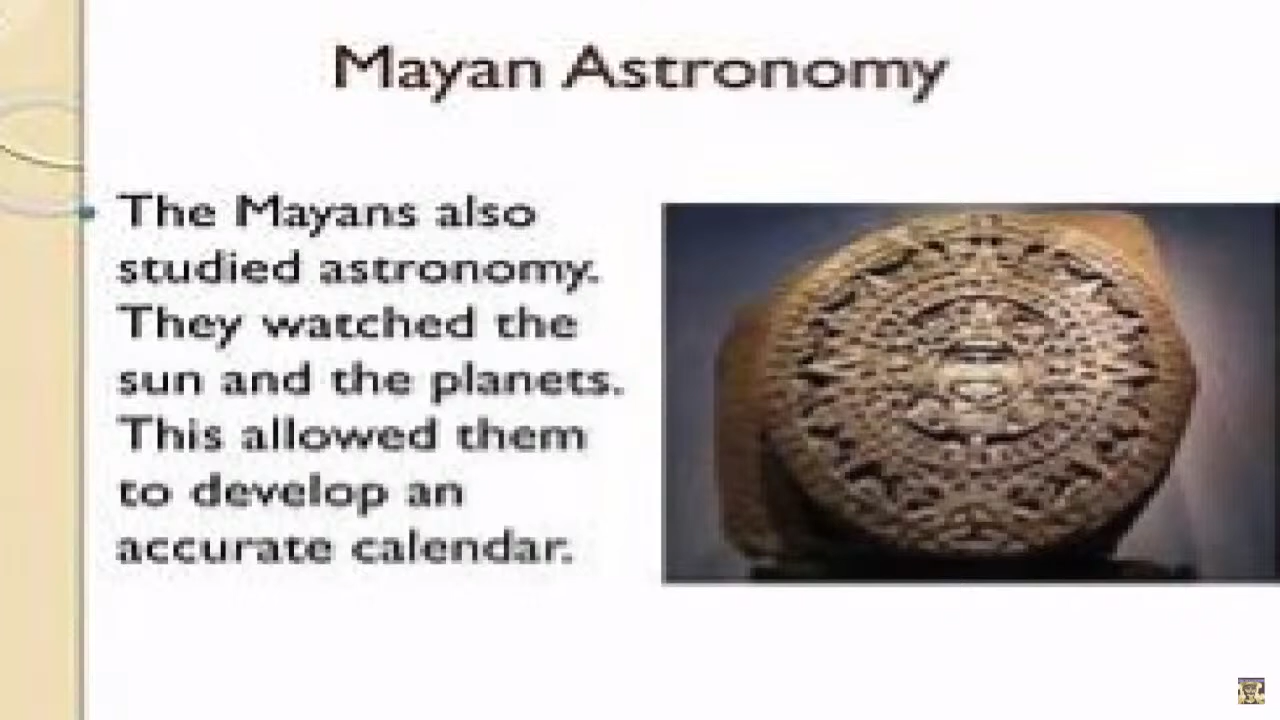 Mayan Astronomy
The Mayans also
studied astronomy.
They watched the
sun and the planets.
This allowed them
to develop an
accurate calendar.